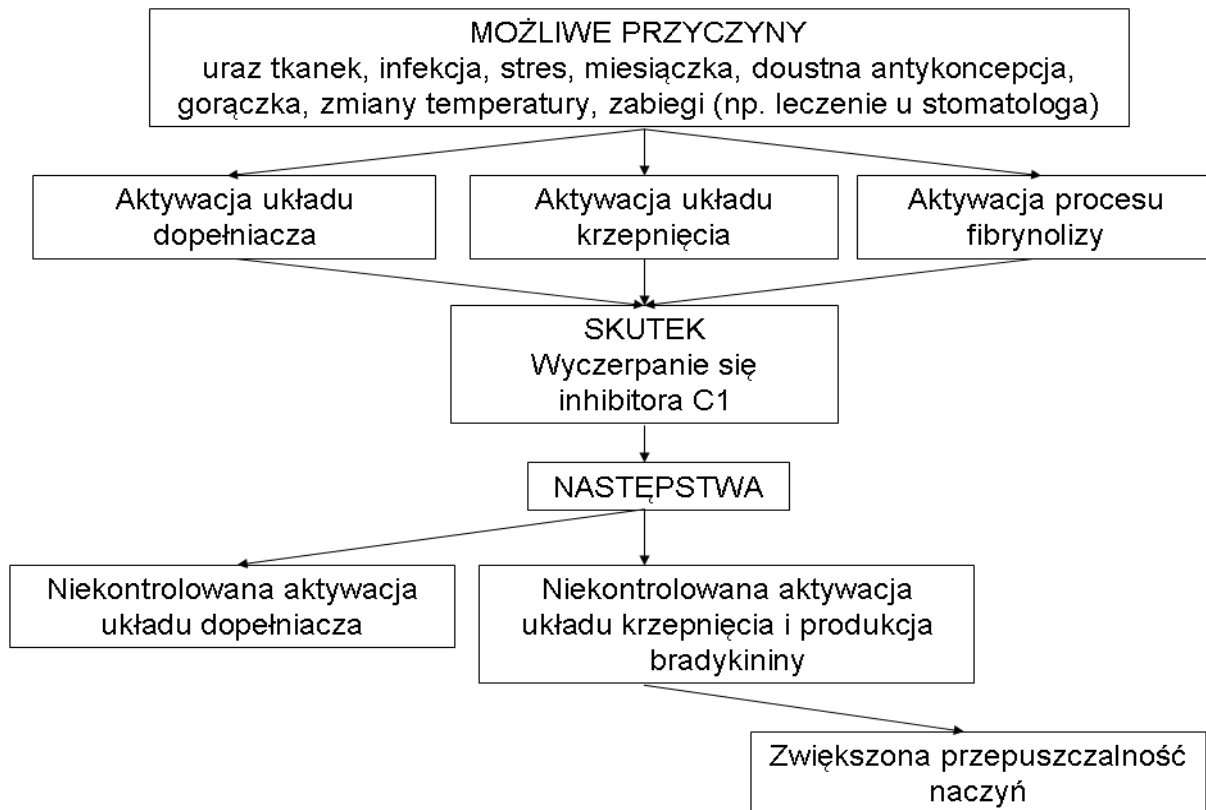 MOŻLIWE PRZYCZYNY
uraz tkanek, infekcja, stres, miesiączka, doustna antykoncepcja,
gorączka, zmiany temperatury, zabiegi (np. leczenie u stomatologa)
Aktywacja układu
dopełniacza
Aktywacja układu
krzepnięcia
Aktywacja procesu
fibrynolizy
SKUTEK
Wyczerpanie się
inhibitora C1
NASTĘPSTWA
Niekontrolowana aktywacja
układu dopełniacza
Niekontrolowana aktywacja
układu krzepnięcia i produkcja
bradykininy
Zwiększona przepuszczalność
naczyń